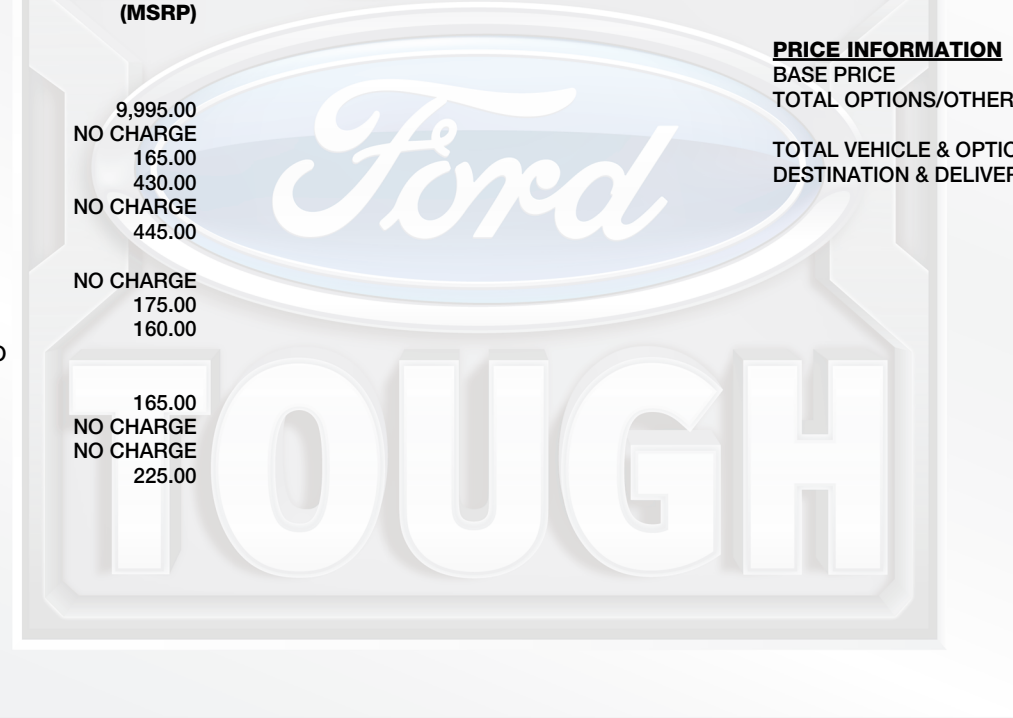 (MSRP)
PRICE INFORMATION
BASE PRICE
TOTAL OPTIONS/OTHER
TOTAL VEHICLE & OPTIO
DESTINATION & DELIVER
9,995.00
NO CHARGE
165.00
430.00
NO CHARGE
445.00
NO CHARGE
175.00
160.00
165.00
NO CHARGE
NO CHARGE
225.00
Ford
TOUGH